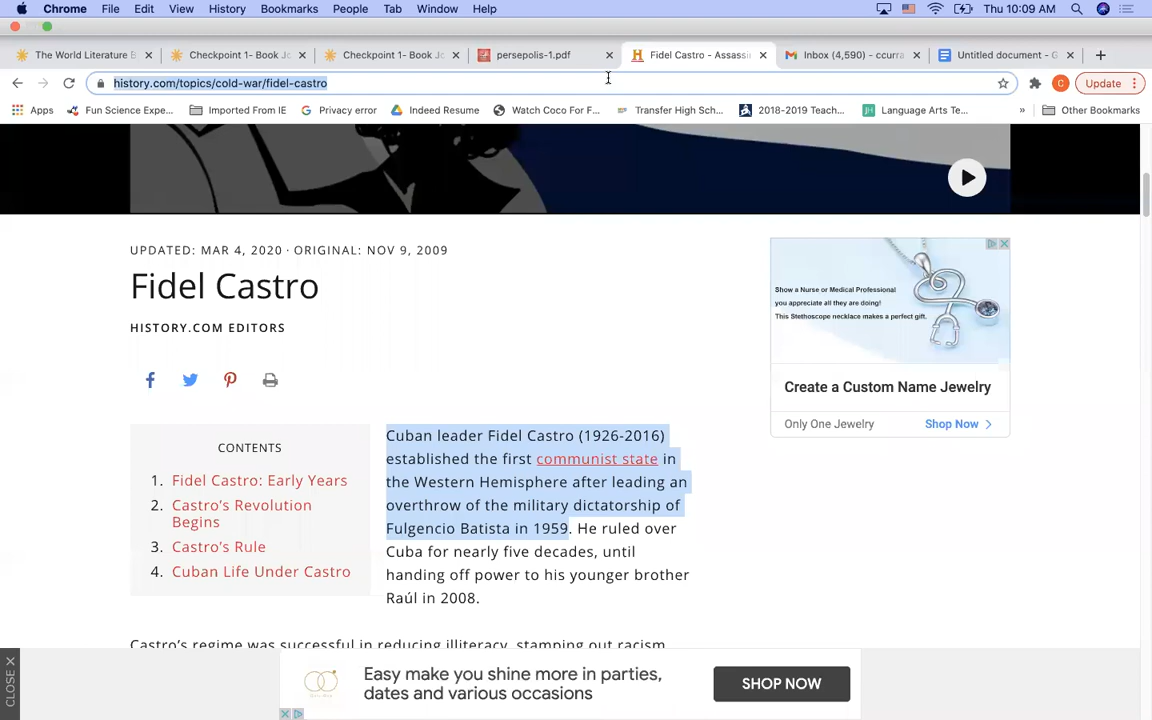 Chrome File Edit View History Bookmarks People Tab Window Help Thu 10:09 AM
The World Literature B Checkpoint 1- Book Jo Checkpoint 1- Book Jo persepolis-1.pdf Fidel Castro - Assassin Inbox (4,590) - ccurra Untitled document - G
history.com/topics/cold-war/fidel-castro C Update
Apps Fun Science Expe... Imported From IE Privacy error Indeed Resume Watch Coco For F... Transfer High Sch... 2018-2019 Teach... JH Language Arts Te... » Other Bookmarks
UPDATED: MAR 4, 2020 · ORIGINAL: NOV 9, 2009
Fidel Castro
HISTORY.COM EDITORS
CONTENTS
1. Fidel Castro: Early Years
2. Castro's Revolution
Begins
3. Castro's Rule
4. Cuban Life Under Castro
Cuban leader Fidel Castro (1926-2016)
established the first communist state in
the Western Hemisphere after leading an
overthrow of the military dictatorship of
Fulgencio Batista in 1959. He ruled over
Cuba for nearly five decades, until
handing off power to his younger brother
Raúl in 2008.
Castro's regime was successful in reducing illiteracy, stamping out racism
Show a Nurse or Medical Professional
you appreciate all they are doing!
This Stethoscope necklace makes a perfect gift.
Create a Custom Name Jewelry
Only One Jewelry Shop Now
CLOSE X
Easy make you shine more in parties,
dates and various occasions
SHOP NOW